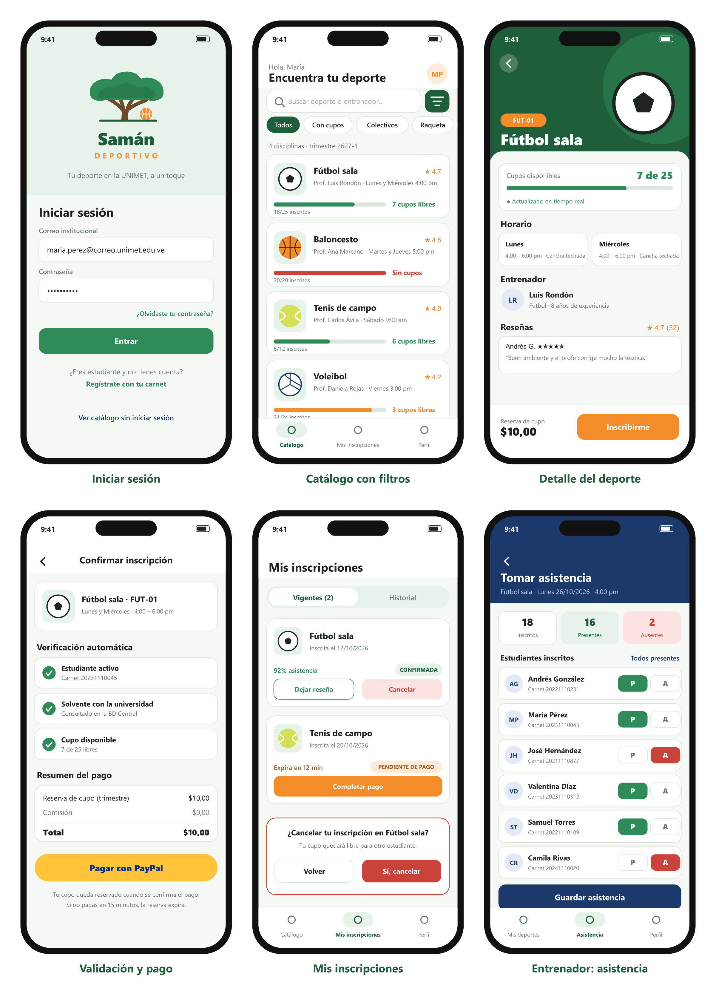 9:41
Samán
DEPORTIVO
Tu deporte en la UNIMET, a un toque
Iniciar sesión
Correo institucional
maria.perez@correo.unimet.edu.ve
Contraseña
••••••••••
¿Olvidaste tu contraseña?
Entrar
¿Eres estudiante y no tienes cuenta?
Regístrate con tu carnet
Ver catálogo sin iniciar sesión
Iniciar sesión
9:41
Hola, María
Encuentra tu deporte
MP
Buscar deporte o entrenador...
Todos Con cupos Colectivos Raqueta
4 disciplinas · trimestre 2627-1
Fútbol sala ★ 4.7
Prof. Luis Rondón · Lunes y Miércoles 4:00 pm
7 cupos libres
18/25 inscritos
Baloncesto ★ 4.5
Prof. Ana Marcano · Martes y Jueves 5:00 pm
Sin cupos
20/20 inscritos
Tenis de campo ★ 4.9
Prof. Carlos Ávila · Sábado 9:00 am
6 cupos libres
6/12 inscritos
Voleibol ★ 4.2
Prof. Daniela Rojas · Viernes 3:00 pm
3 cupos libres
21/24 inscritos
Catálogo Mis inscripciones Perfil
Catálogo con filtros
9:41
FUT-01
Fútbol sala
Cupos disponibles 7 de 25
● Actualizado en tiempo real
Horario
Lunes
4:00 – 6:00 pm · Cancha techada
Miércoles
4:00 – 6:00 pm · Cancha techada
Entrenador
LR
Luis Rondón
Fútbol · 8 años de experiencia
Reseñas ★ 4.7 (32)
Andrés G. ★★★★★
"Buen ambiente y el profe corrige mucho la técnica."
Reserva de cupo
$10,00
Inscribirme
Detalle del deporte
9:41
Confirmar inscripción
Fútbol sala · FUT-01
Lunes y Miércoles · 4:00 – 6:00 pm
Verificación automática
Estudiante activo
Carnet 20231110045
Solvente con la universidad
Consultado en la BD Central
Cupo disponible
7 de 25 libres
Resumen del pago
Reserva de cupo (trimestre) $10,00
Comisión $0,00
Total $10,00
Pagar con PayPal
Tu cupo queda reservado cuando se confirma el pago.
Si no pagas en 15 minutos, la reserva expira.
Validación y pago
9:41
Mis inscripciones
Vigentes (2) Historial
Fútbol sala
Inscrita el 12/10/2026
92% asistencia CONFIRMADA
Dejar reseña Cancelar
Tenis de campo
Inscrita el 20/10/2026
Expira en 12 min PENDIENTE DE PAGO
Completar pago
¿Cancelar tu inscripción en Fútbol sala?
Tu cupo quedará libre para otro estudiante.
Volver Sí, cancelar
Catálogo Mis inscripciones Perfil
Mis inscripciones
9:41
Tomar asistencia
Fútbol sala · Lunes 26/10/2026 · 4:00 pm
18 16 2
Inscritos Presentes Ausentes
Estudiantes inscritos Todos presentes
AG Andrés González P A
Carnet 20221110231
MP María Pérez P A
Carnet 20231110045
JH José Hernández P A
Carnet 20211110877
VD Valentina Díaz P A
Carnet 20231110312
ST Samuel Torres P A
Carnet 20221110109
CR Camila Rivas P A
Carnet 20241110020
Guardar asistencia
Mis deportes Asistencia Perfil
Entrenador: asistencia